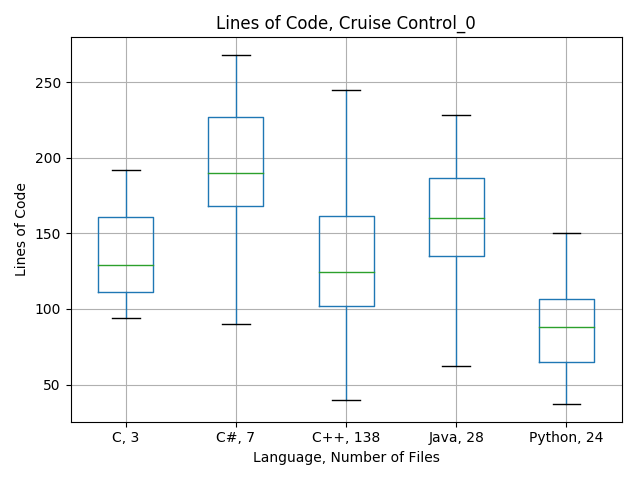 Lines of Code, Cruise Control_0
Lines of Code
250
200
150
100
50
C, 3
C#, 7
C++, 138
Java, 28
Python, 24
Language, Number of Files